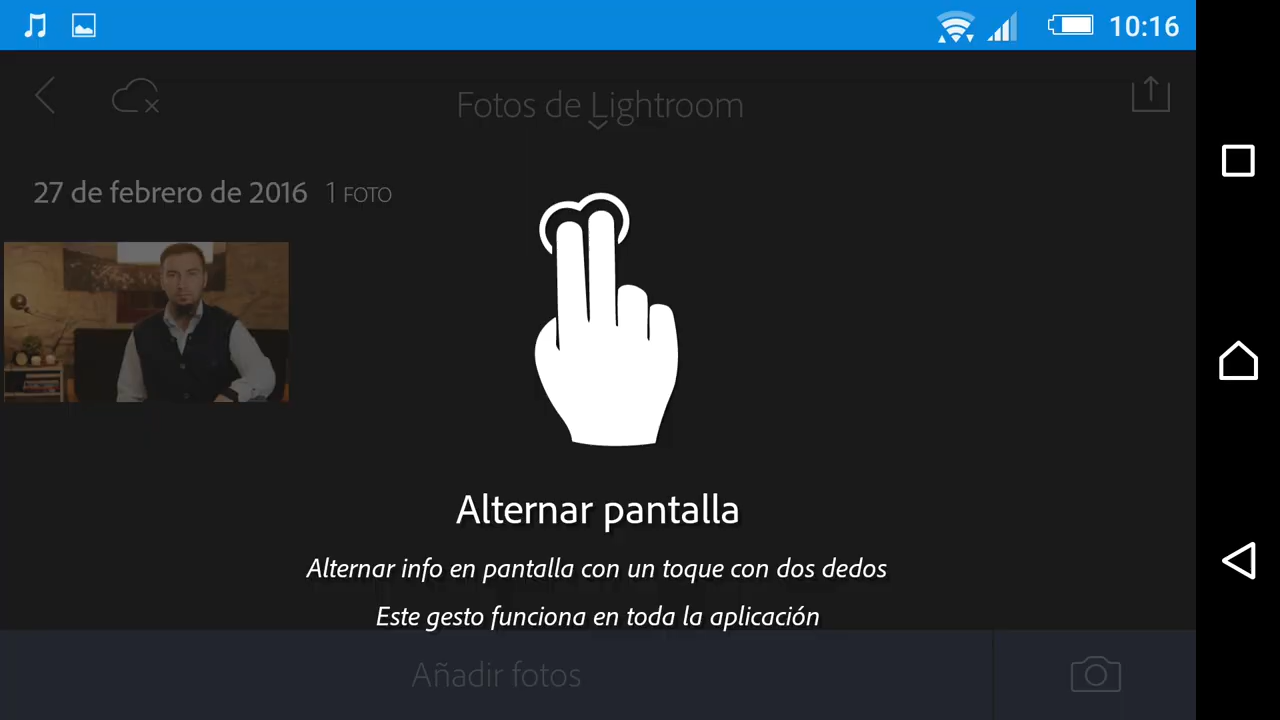 10:16
Fotos de Lightroom
27 de febrero de 2016 1 FOTO
Alternar pantalla
Alternar info en pantalla con un toque con dos dedos
Este gesto funciona en toda la aplicación
Añadir fotos